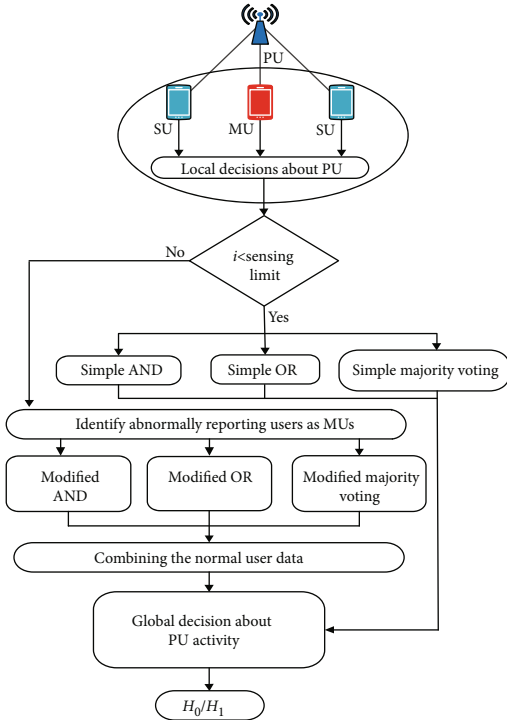 PU
SU
MU
SU
Local decisions about PU
No
i<sensing
limit
Yes
Simple AND
Simple OR
Simple majority voting
Identify abnormally reporting users as MUs
Modified
AND
Modified OR
Modified majority
voting
Combining the normal user data
Global decision about
PU activity
H₀/H₁